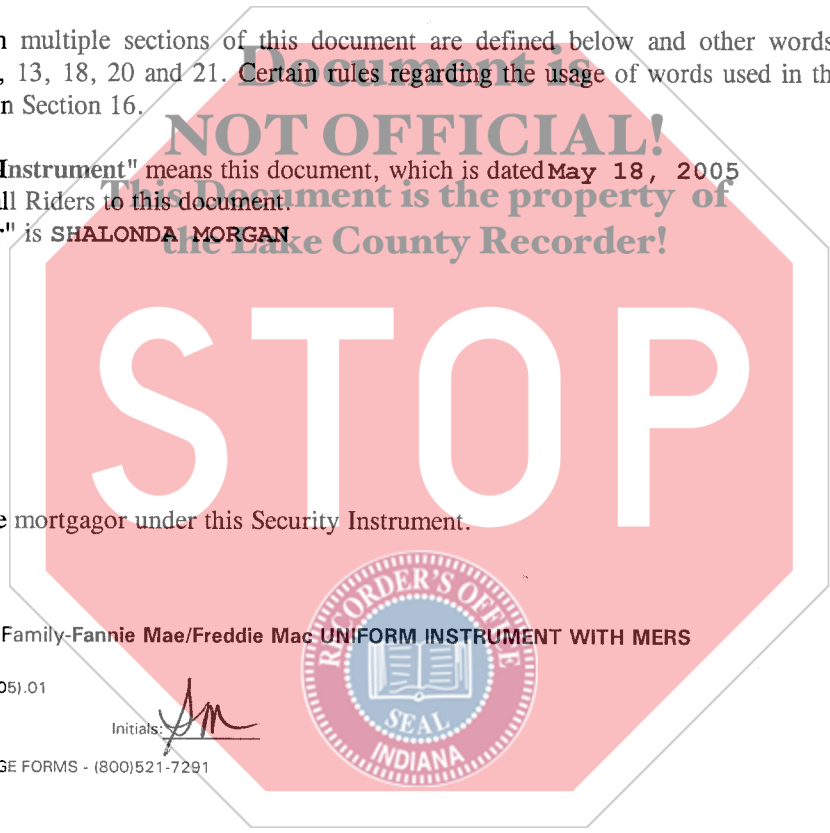 multiple sections of this document are defined below and other words
, 13, 18, 20 and 21. Certain rules regarding the usage of words used in th
n Section 16.
Document is
NOT OFFICIAL!
Instrument" means this document, which is dated May 18, 2005
This Document is the property of
ll Riders to this document.
the Lake County Recorder!
" is SHALONDA MORGAN
STOP
e mortgagor under this Security Instrument.
RECORDER'S OFFICE
SEAL
INDIANA
Family-Fannie Mae/Freddie Mac UNIFORM INSTRUMENT WITH MERS
05).01
Initials: SM
GE FORMS - (800)521-7291